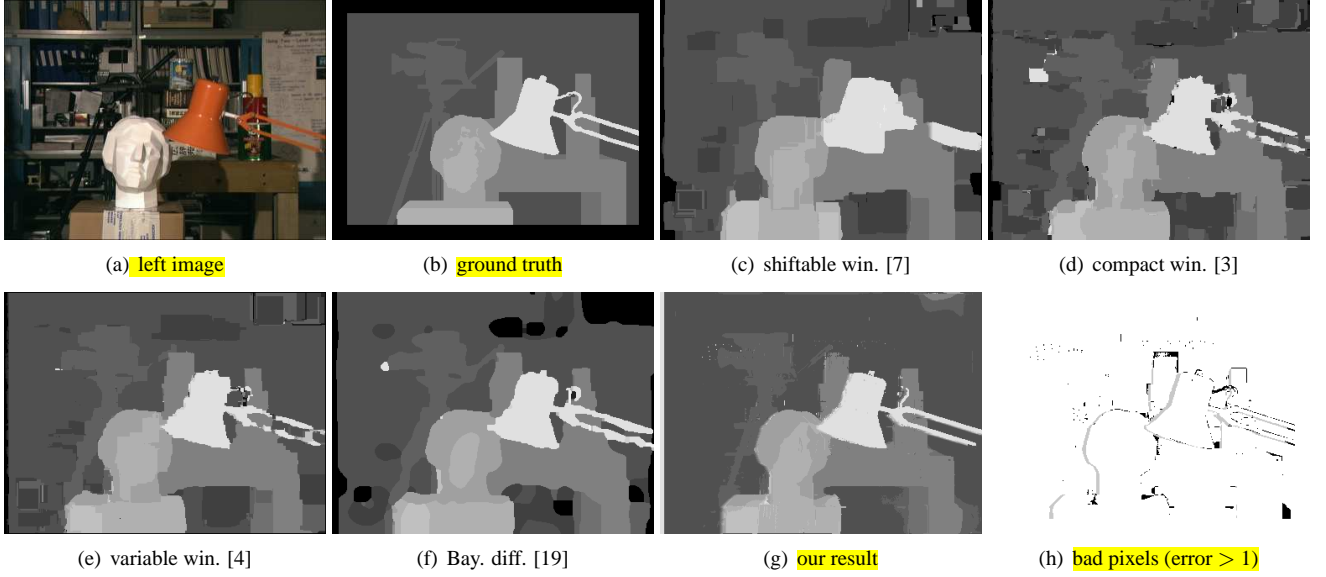 (a) left image
(b) ground truth
(c) shiftable win. [7]
(d) compact win. [3]
(e) variable win. [4]
(f) Bay. diff. [19]
(g) our result
(h) bad pixels (error > 1)